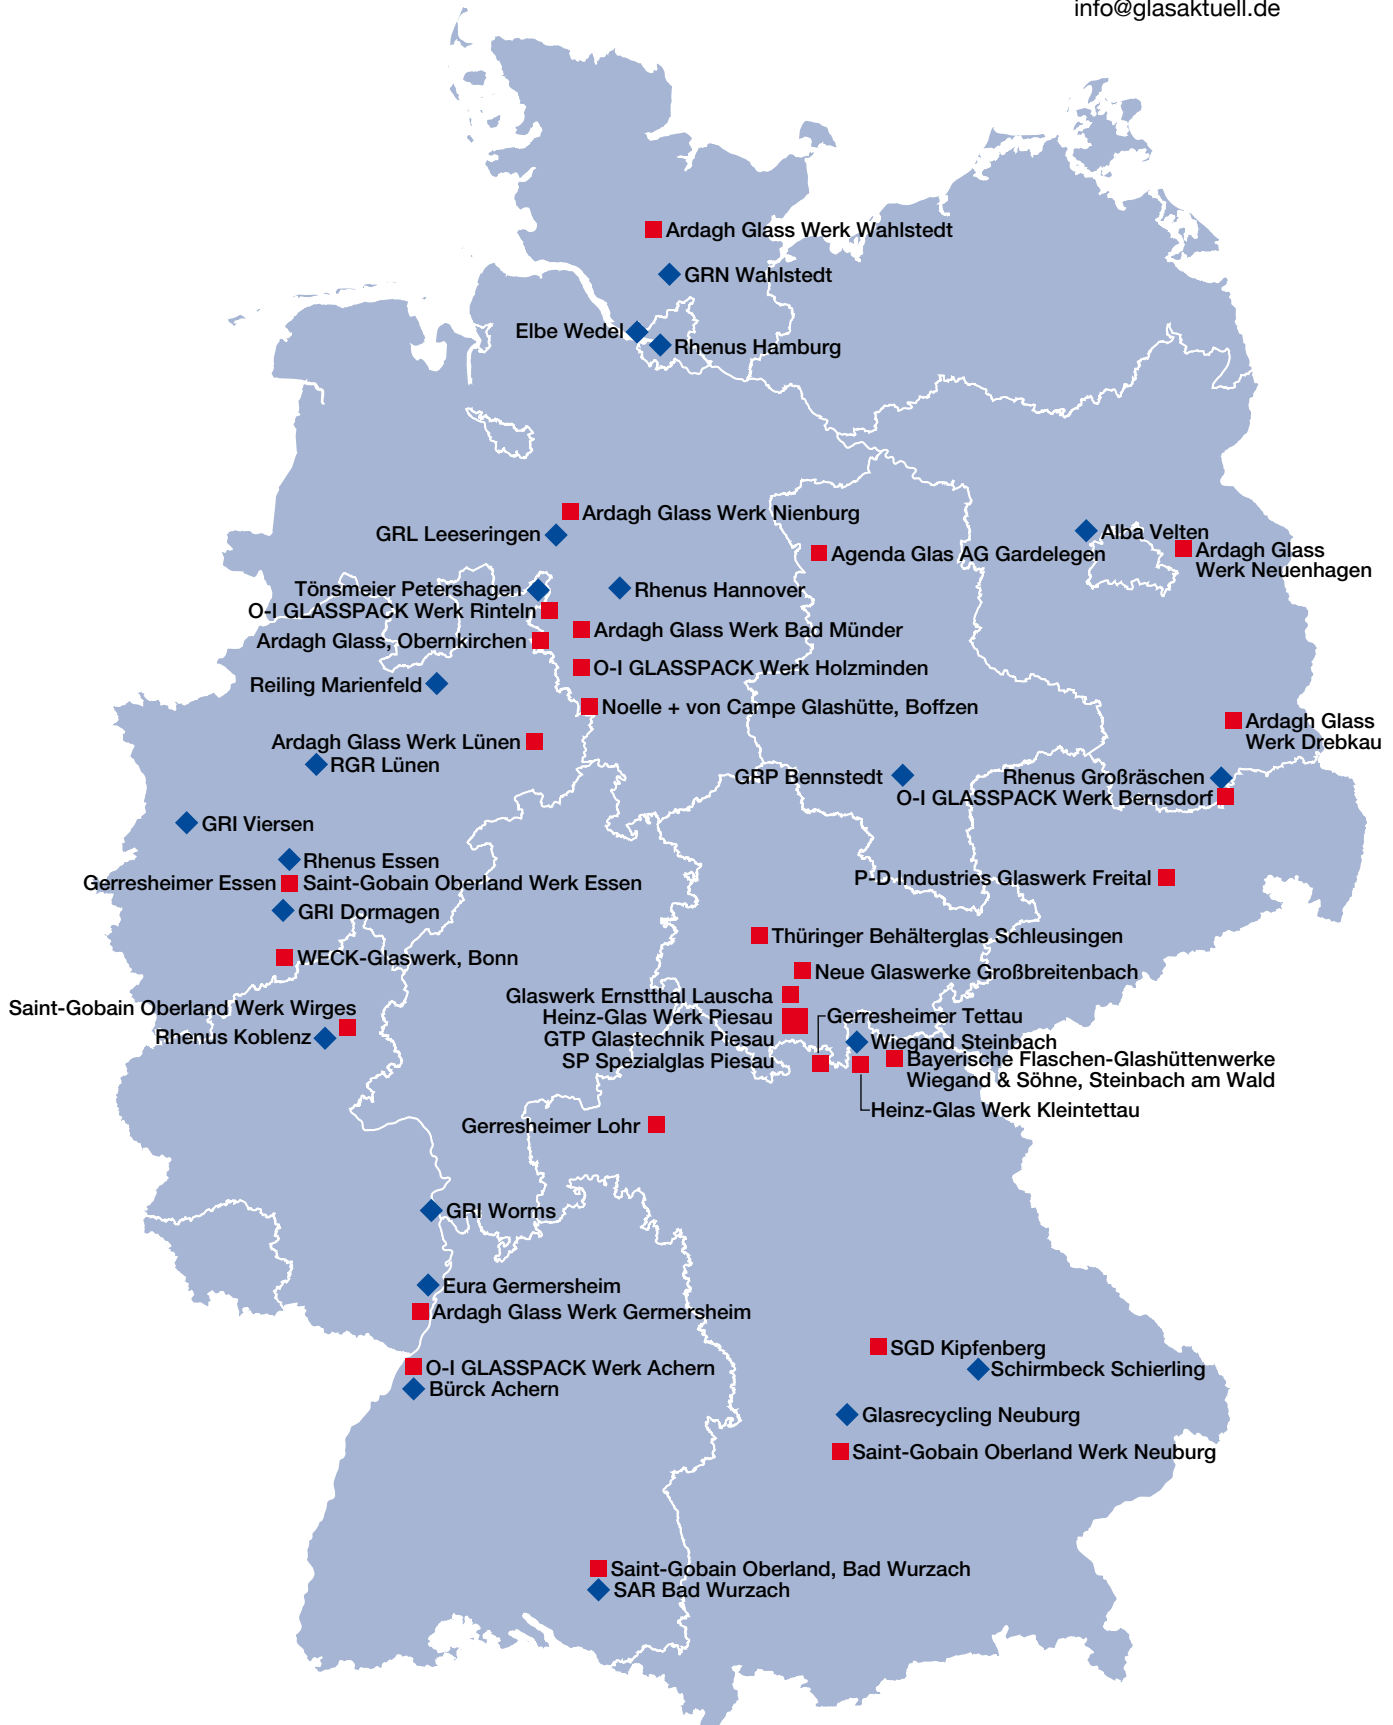 info@glasaktuell.de
Ardagh Glass Werk Wahlstedt
GRN Wahlstedt
Elbe Wedel
Rhenus Hamburg
Ardagh Glass Werk Nienburg
GRL Leeseringen
Alba Velten
Agenda Glas AG Gardelegen
Ardagh Glass
Werk Neuenhagen
Tönsmeier Petershagen
Rhenus Hannover
O-I GLASSPACK Werk Rinteln
Ardagh Glass Werk Bad Münder
Ardagh Glass, Obernkirchen
O-I GLASSPACK Werk Holzminden
Reiling Marienfeld
Noelle + von Campe Glashütte, Boffzen
Ardagh Glass
Werk Drebkau
Ardagh Glass Werk Lünen
RGR Lünen
GRP Bennstedt
Rhenus Großräschen
O-I GLASSPACK Werk Bernsdorf
GRI Viersen
Rhenus Essen
Gerresheimer Essen
Saint-Gobain Oberland Werk Essen
P-D Industries Glaswerk Freital
GRI Dormagen
Thüringer Behälterglas Schleusingen
WECK-Glaswerk, Bonn
Neue Glaswerke Großbreitenbach
Glaswerk Ernstthal Lauscha
Saint-Gobain Oberland Werk Wirges
Heinz-Glas Werk Piesau
Gerresheimer Tettau
Rhenus Koblenz
GTP Glastechnik Piesau
Wiegand Steinbach
SP Spezialglas Piesau
Bayerische Flaschen-Glashüttenwerke
Wiegand & Söhne, Steinbach am Wald
Heinz-Glas Werk Kleintettau
Gerresheimer Lohr
GRI Worms
Eura Germersheim
Ardagh Glass Werk Germersheim
SGD Kipfenberg
O-I GLASSPACK Werk Achern
Schirmbeck Schierling
Bürck Achern
Glasrecycling Neuburg
Saint-Gobain Oberland Werk Neuburg
Saint-Gobain Oberland, Bad Wurzach
SAR Bad Wurzach